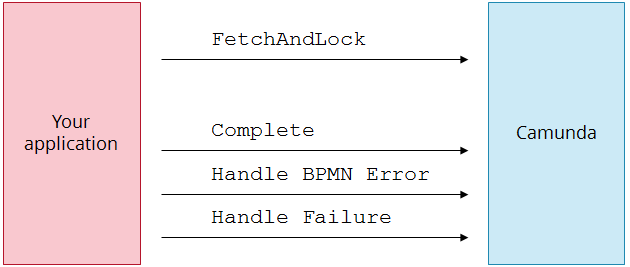 FetchAndLock
Your
application
Complete
Camunda
Handle BPMN Error
Handle Failure